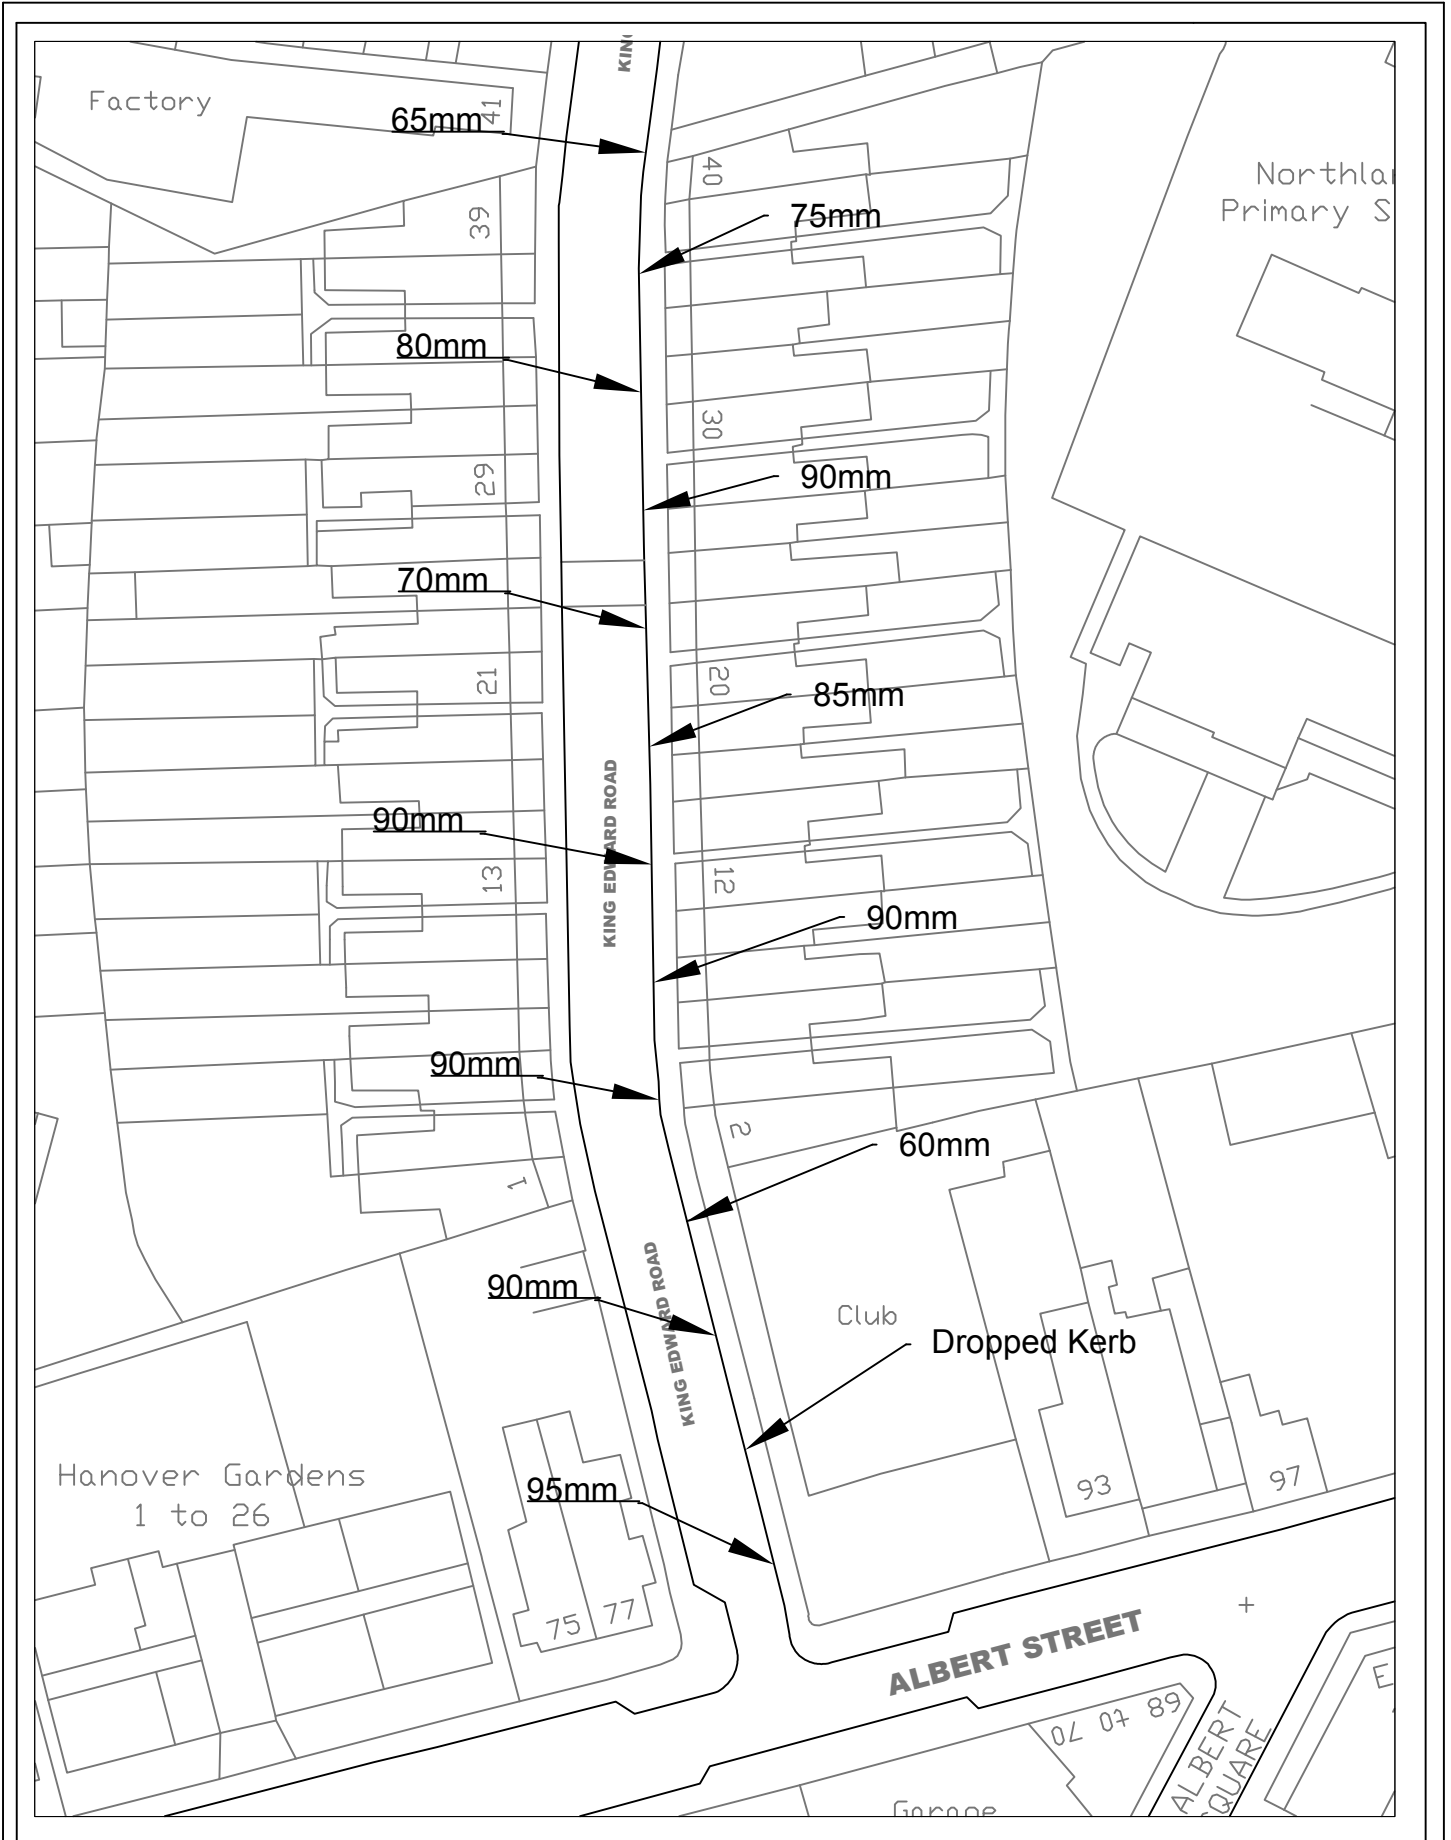 KING
Factory
41
65mm
40
Northlan
Primary S
39
75mm
80mm
30
29
90mm
70mm
21
20
85mm
KING EDWARD ROAD
90mm
13
12
90mm
90mm
2
60mm
1
KING EDWARD ROAD
90mm
Club
Dropped Kerb
Hanover Gardens
1 to 26
95mm
93
97
75
77
ALBERT STREET
68 to 70
ALBERT
SQUARE
Garage